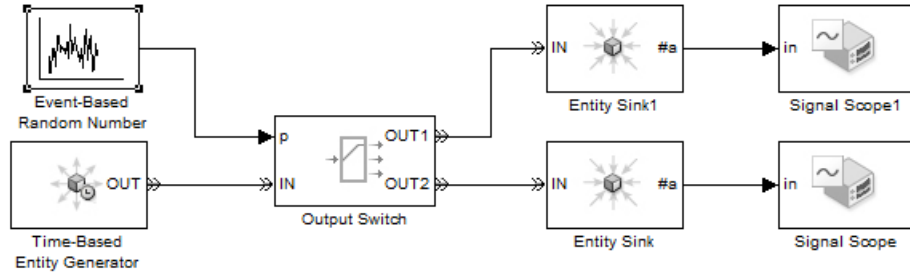 Event-Based
Random Number
Time-Based
Entity Generator
OUT
p
IN
OUT1
OUT2
Output Switch
IN
#a
Entity Sink1
in
Signal Scope1
IN
#a
Entity Sink
in
Signal Scope